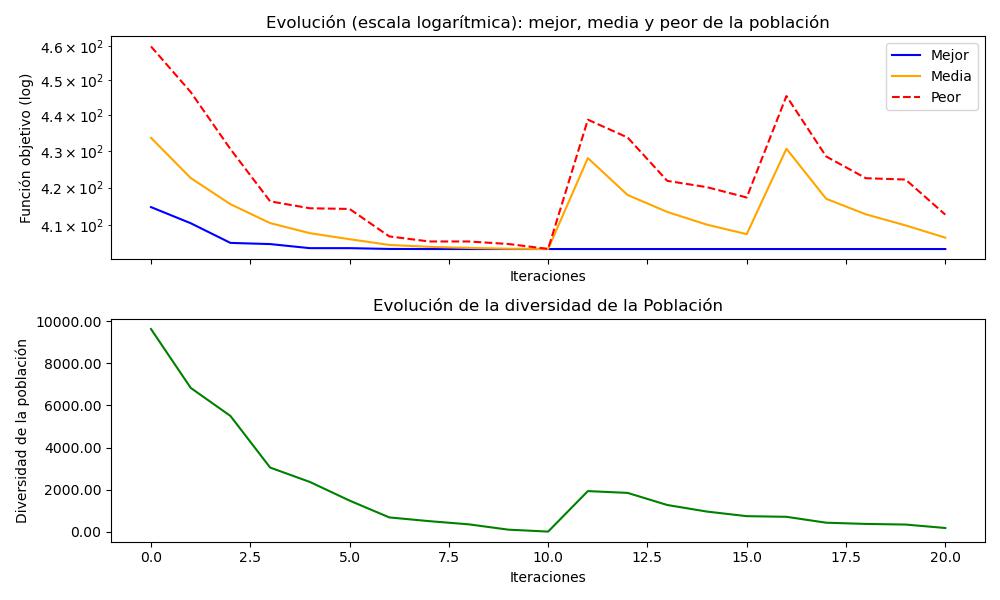 Evolución (escala logarítmica): mejor, media y peor de la población
Función objetivo (log)
4.6 × 10²
4.5 × 10²
4.4 × 10²
4.3 × 10²
4.2 × 10²
4.1 × 10²
Mejor
Media
Peor
Iteraciones
Evolución de la diversidad de la Población
Diversidad de la población
10000.00
8000.00
6000.00
4000.00
2000.00
0.00
0.0 2.5 5.0 7.5 10.0 12.5 15.0 17.5 20.0
Iteraciones